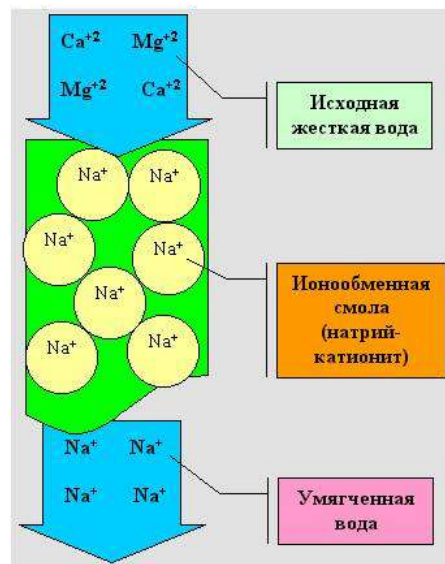 Ca⁺² Mg⁺²
Mg⁺² Ca⁺²
Исходная
жесткая вода
Na⁺ Na⁺
Na⁺ Na⁺
Na⁺
Na⁺ Na⁺
Ионообменная
смола
(натрий-
катионит)
Na⁺ Na⁺
Na⁺ Na⁺
Умягченная
вода